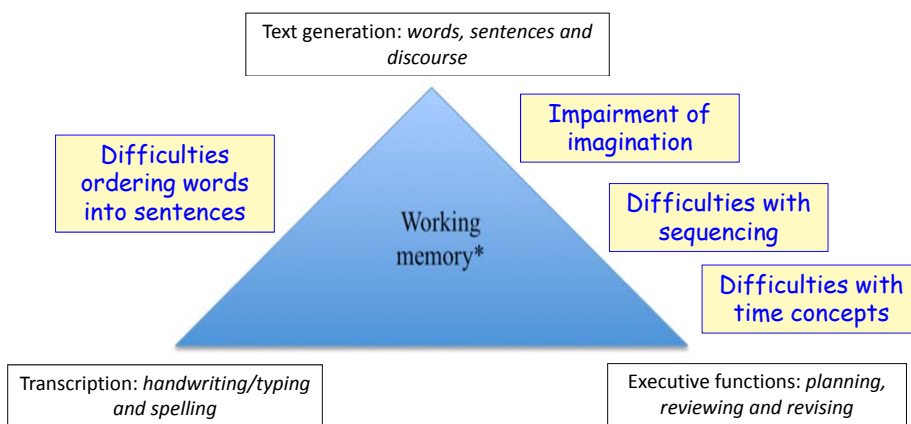 Text generation: words, sentences and
discourse
Impairment of
imagination
Difficulties
ordering words
into sentences
Difficulties with
sequencing
Working
memory*
Difficulties with
time concepts
Transcription: handwriting/typing
and spelling
Executive functions: planning,
reviewing and revising